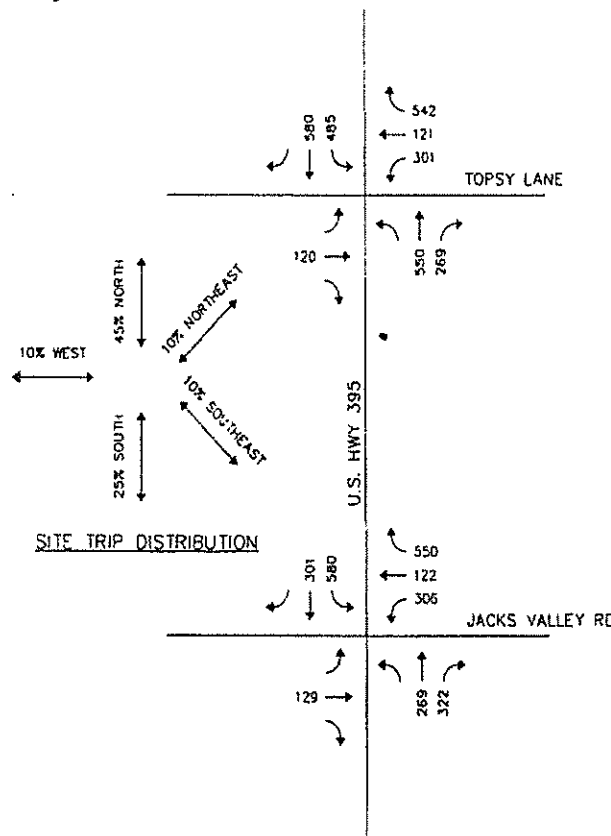 542
580 485
121
301
TOPSY LANE
120
550 269
45% NORTH
10% NORTHEAST
10% WEST
10% SOUTHEAST
25% SOUTH
U.S. HWY 395
SITE TRIP DISTRIBUTION
550
301 580
122
306
JACKS VALLEY RD
129
269 322